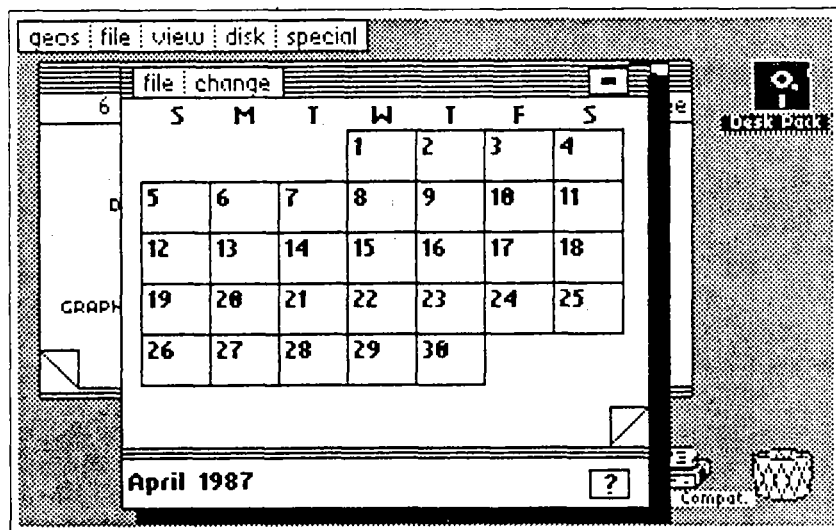 geos file view disk special
file change
6
S M T W T F S
1 2 3 4
5 6 7 8 9 10 11
12 13 14 15 16 17 18
19 20 21 22 23 24 25
26 27 28 29 30
Desk Pack
D
GRAPH
April 1987
?
Compat.